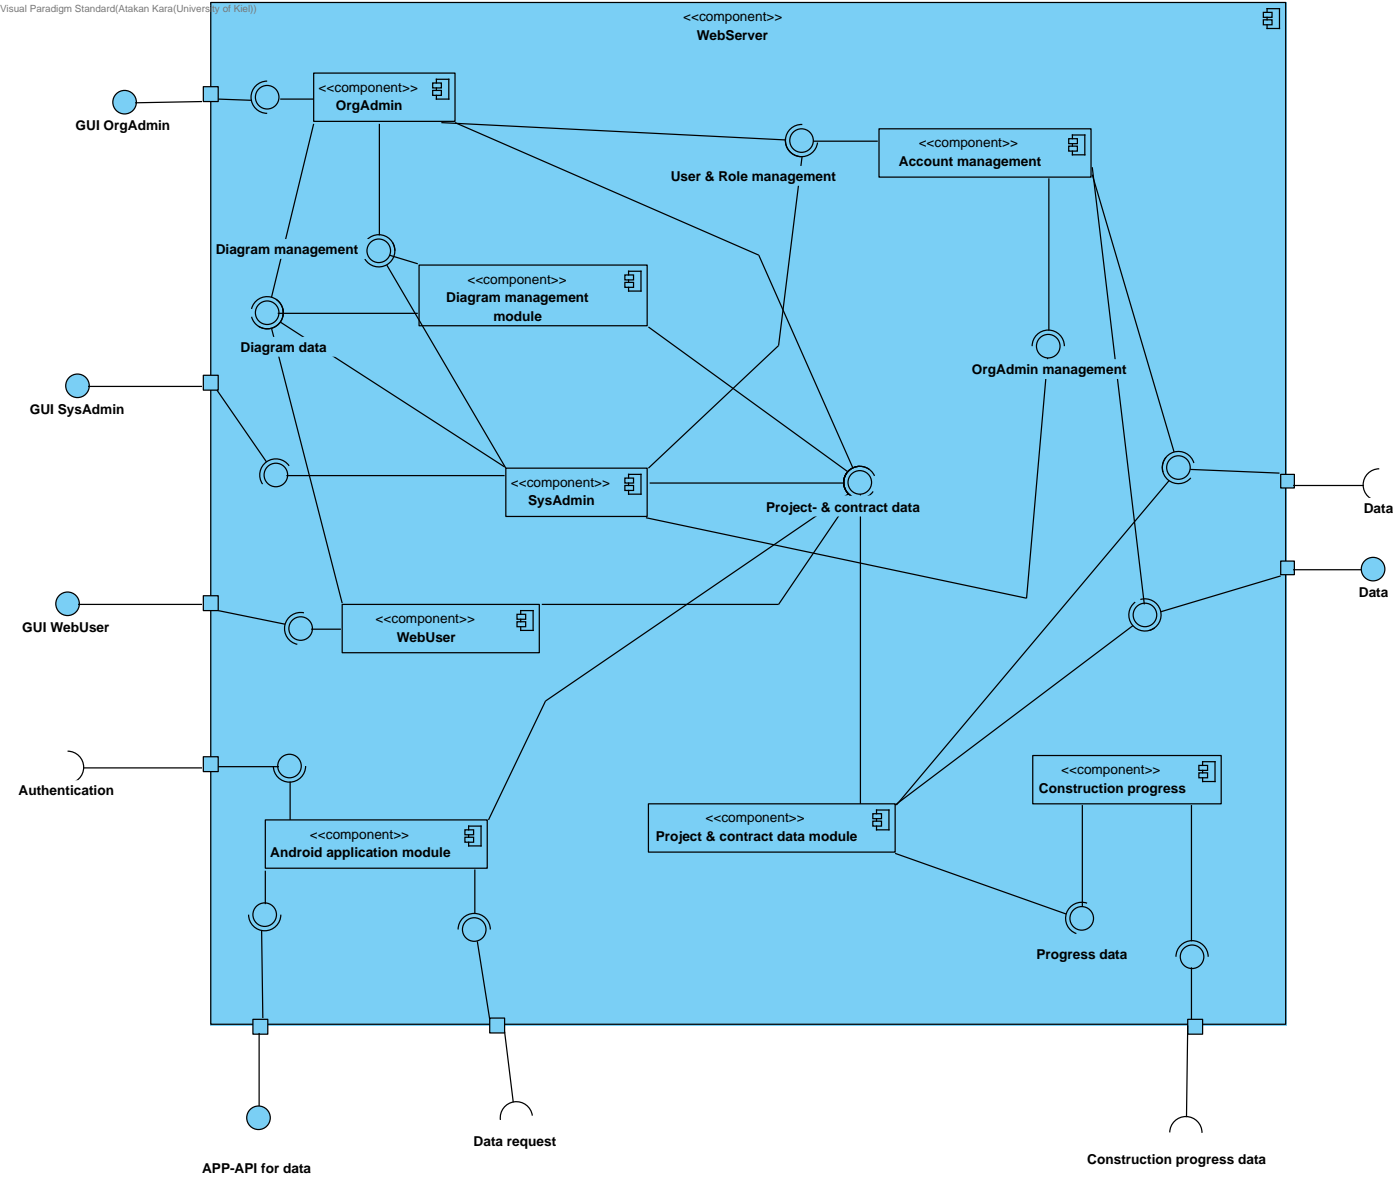 Visual Paradigm Standard(Atakan Kara(University of Kiel))
<<component>>
WebServer
<<component>>
OrgAdmin
GUI OrgAdmin
<<component>>
Account management
User & Role management
Diagram management
<<component>>
Diagram management
module
Diagram data
OrgAdmin management
GUI SysAdmin
<<component>>
SysAdmin
Project- & contract data
Data
Data
GUI WebUser
<<component>>
WebUser
Authentication
<<component>>
Construction progress
<<component>>
Project & contract data module
<<component>>
Android application module
Progress data
Data request
Construction progress data
APP-API for data